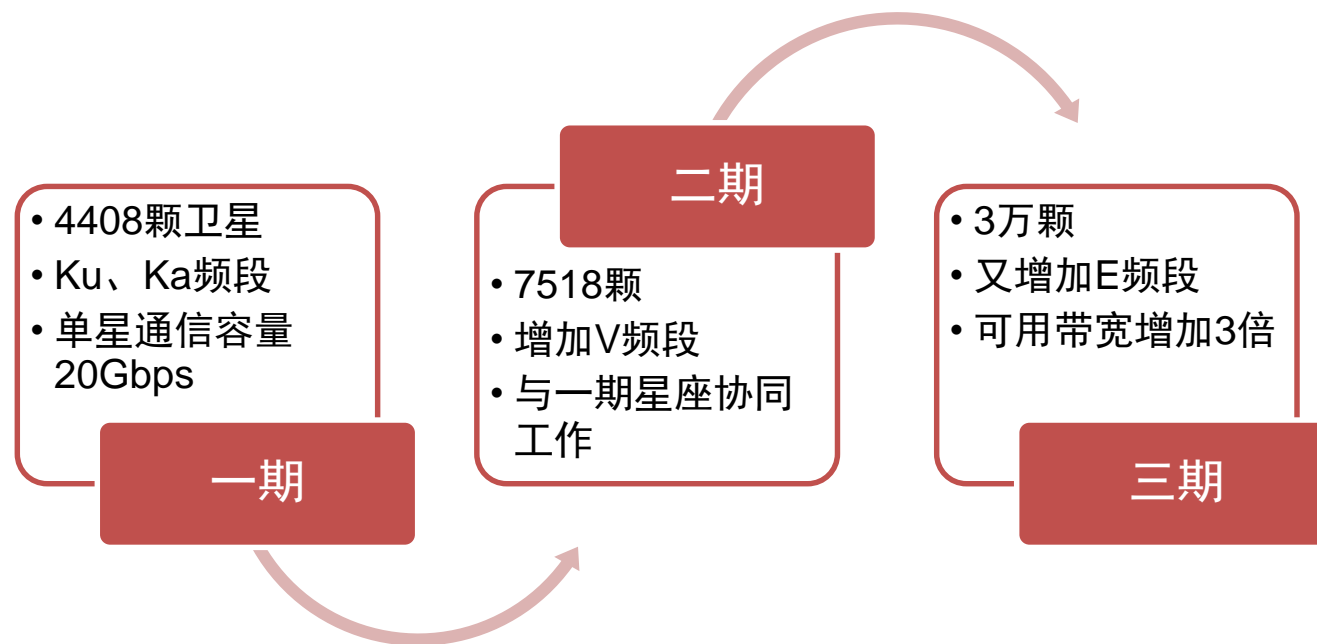 • 4408颗卫星
• Ku、Ka频段
• 单星通信容量
20Gbps
一期
二期
• 7518颗
• 增加V频段
• 与一期星座协同
工作
• 3万颗
• 又增加E频段
• 可用带宽增加3倍
三期